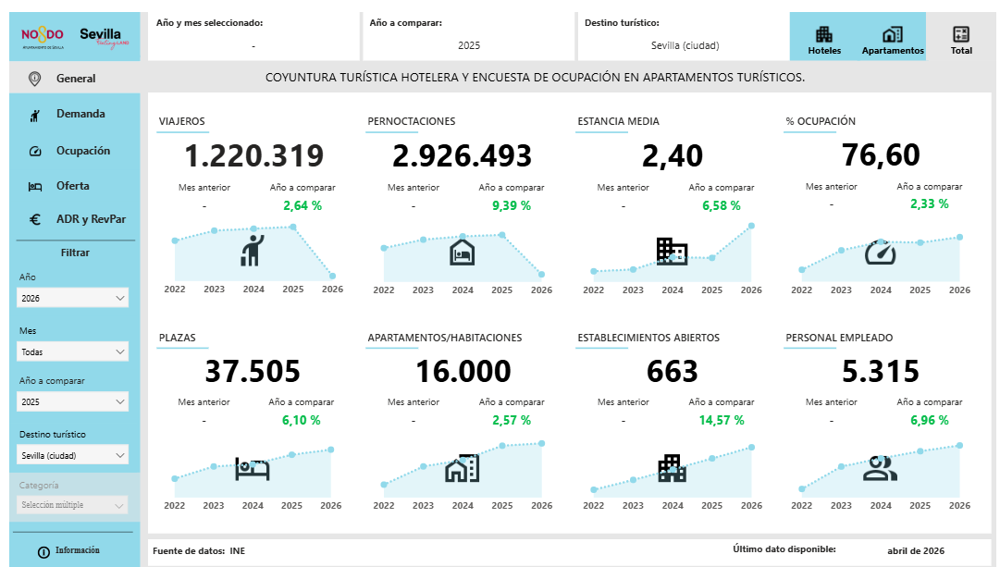 NO8DO
AYUNTAMIENTO DE SEVILLA
Sevilla
Año y mes seleccionado:
-
Año a comparar:
2025
Destino turístico:
Sevilla (ciudad)
Hoteles
Apartamentos
Total
General
Demanda
Ocupación
Oferta
ADR y RevPar
Filtrar
Año
2026
Mes
Todas
Año a comparar
2025
Destino turístico
Sevilla (ciudad)
Categoría
Selección múltiple
Información
COYUNTURA TURÍSTICA HOTELERA Y ENCUESTA DE OCUPACIÓN EN APARTAMENTOS TURÍSTICOS.
VIAJEROS
1.220.319
Mes anterior Año a comparar
- 2,64 %
2022 2023 2024 2025 2026
PERNOCTACIONES
2.926.493
Mes anterior Año a comparar
- 9,39 %
2022 2023 2024 2025 2026
ESTANCIA MEDIA
2,40
Mes anterior Año a comparar
- 6,58 %
2022 2023 2024 2025 2026
% OCUPACIÓN
76,60
Mes anterior Año a comparar
- 2,33 %
2022 2023 2024 2025 2026
PLAZAS
37.505
Mes anterior Año a comparar
- 6,10 %
2022 2023 2024 2025 2026
APARTAMENTOS/HABITACIONES
16.000
Mes anterior Año a comparar
- 2,57 %
2022 2023 2024 2025 2026
ESTABLECIMIENTOS ABIERTOS
663
Mes anterior Año a comparar
- 14,57 %
2022 2023 2024 2025 2026
PERSONAL EMPLEADO
5.315
Mes anterior Año a comparar
- 6,96 %
2022 2023 2024 2025 2026
Fuente de datos: INE
Último dato disponible: abril de 2026